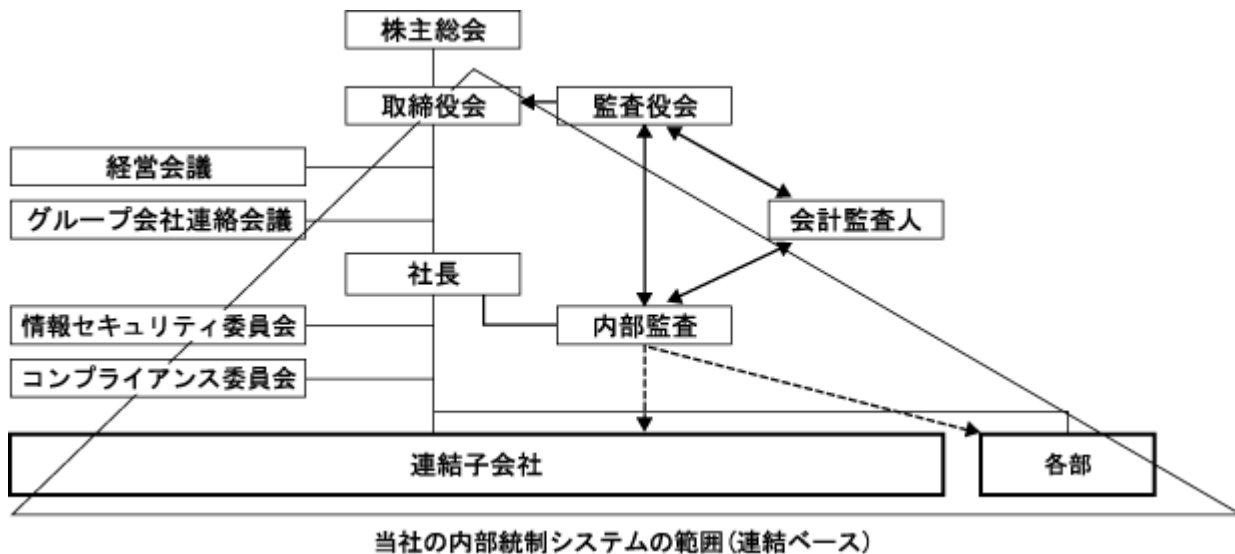 株主総会
取締役会
監査役会
経営会議
グループ会社連絡会議
会計監査人
社長
情報セキュリティ委員会
内部監査
コンプライアンス委員会
連結子会社
各部
当社の内部統制システムの範囲(連結ベース)